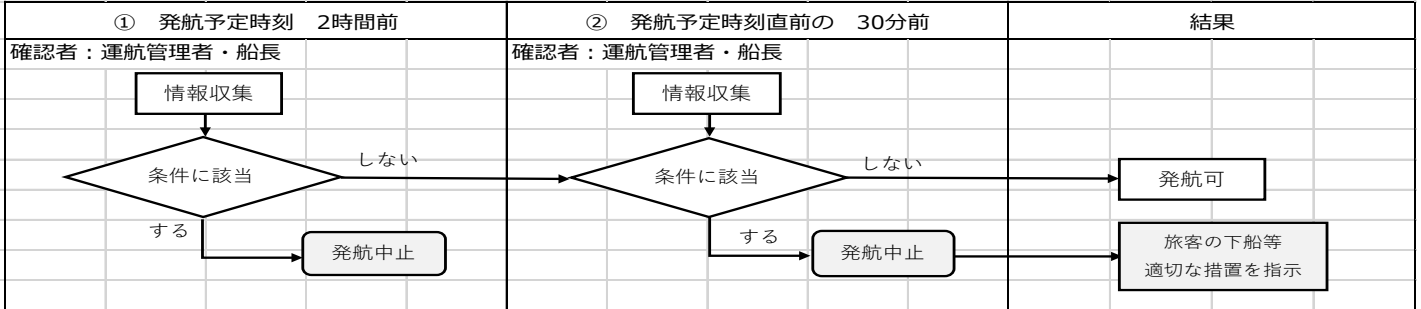 ① 発航予定時刻 2時間前
② 発航予定時刻直前の 30分前
結果
確認者：運航管理者・船長
確認者：運航管理者・船長
情報収集
情報収集
条件に該当
しない
条件に該当
しない
発航可
する
発航中止
する
発航中止
旅客の下船等
適切な措置を指示